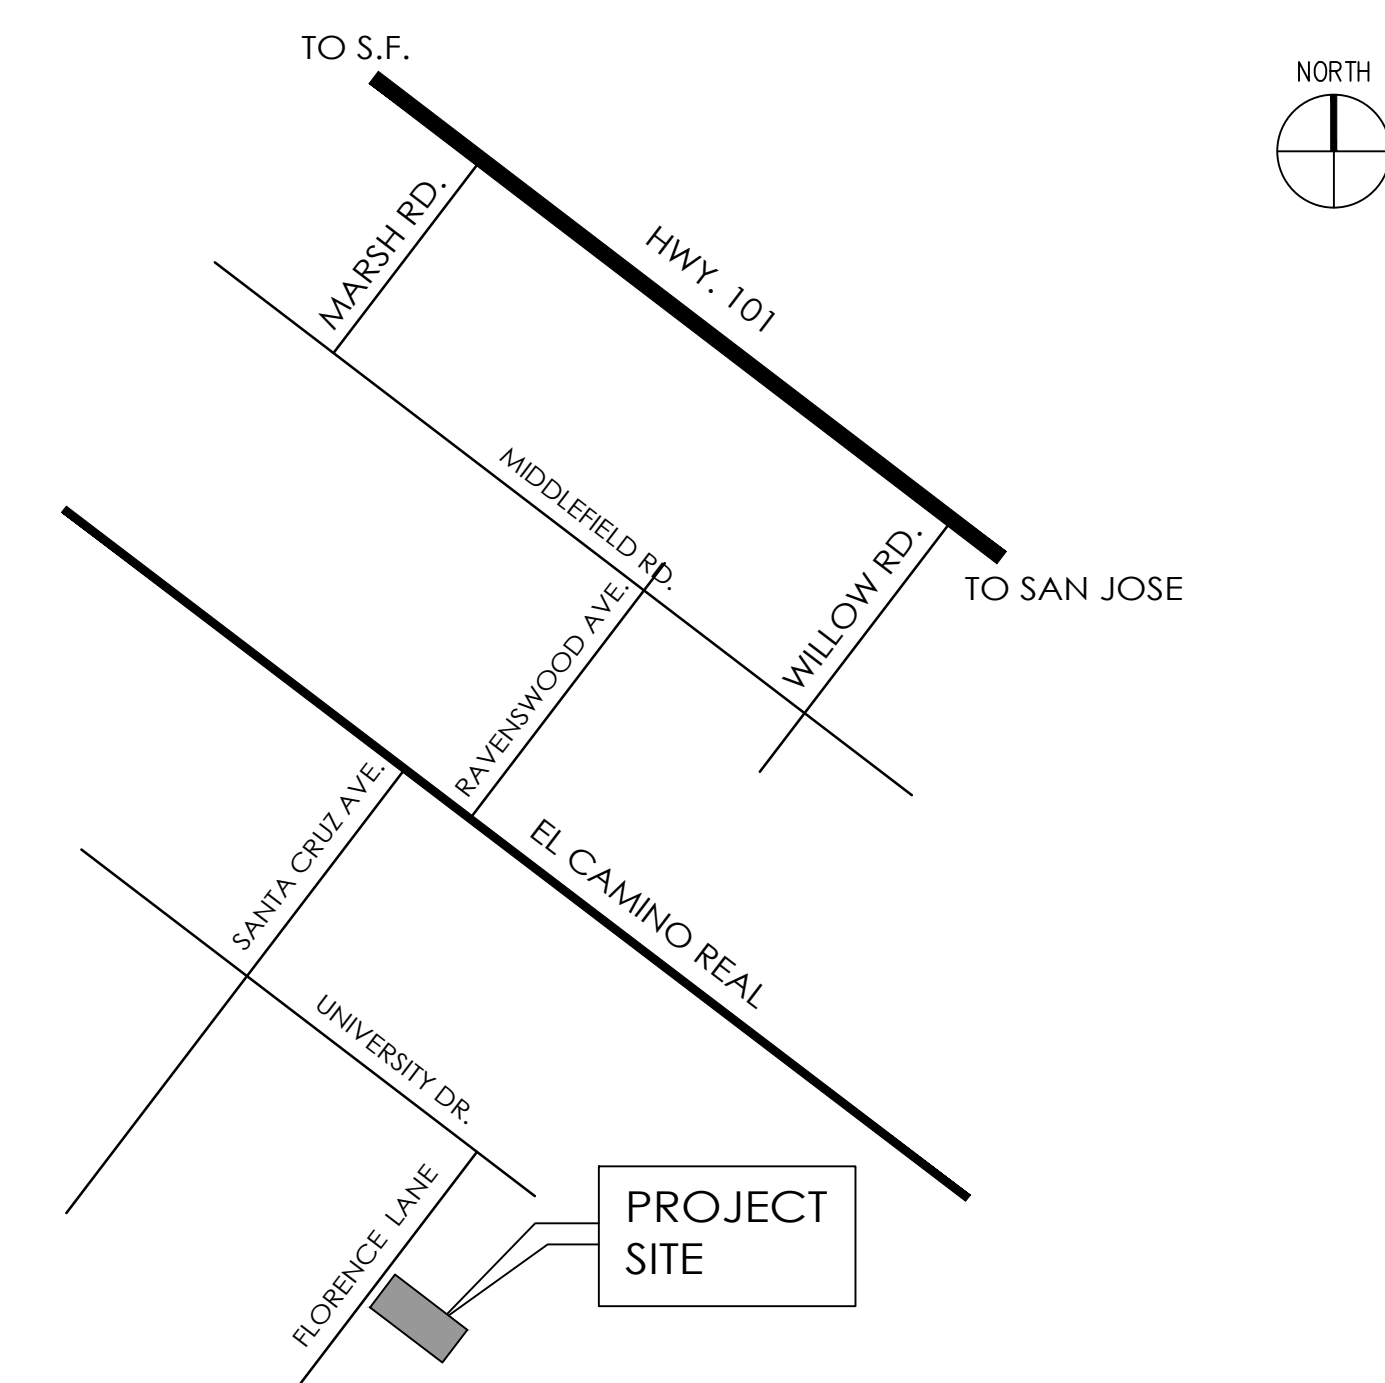 TO S.F.
NORTH
MARSH RD.
HWY. 101
MIDDLEFIELD RD.
WILLOW RD.
TO SAN JOSE
RAVENSWOOD AVE.
SANTA CRUZ AVE.
EL CAMINO REAL
UNIVERSITY DR.
FLORENCE LANE
PROJECT
SITE